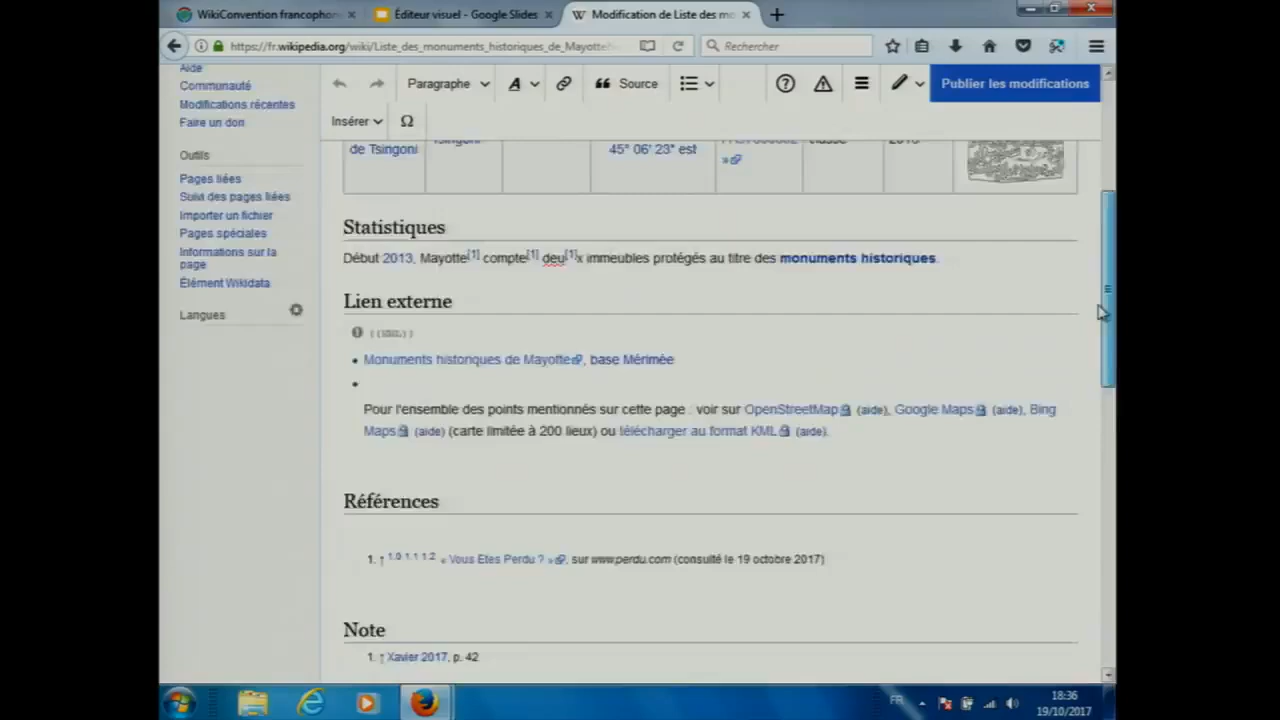 WikiConvention francophon
Éditeur visuel - Google Slides
Modification de Liste des mo
https://fr.wikipedia.org/wiki/Liste_des_monuments_historiques_de_Mayotte
Rechercher
Aide
Communauté
Modifications récentes
Faire un don
Outils
Pages liées
Suivi des pages liées
Importer un fichier
Pages spéciales
Informations sur la
page
Élément Wikidata
Langues
Paragraphe
A
Source
Publier les modifications
Insérer
Ω
de Tsingoni
45° 06′ 23″ est
»
Statistiques
Début 2013, Mayotte[1] compte[1] deu[1]x immeubles protégés au titre des monuments historiques.
Lien externe
• Monuments historiques de Mayotte, base Mérimée
•
Pour l'ensemble des points mentionnés sur cette page : voir sur OpenStreetMap (aide), Google Maps (aide), Bing
Maps (aide) (carte limitée à 200 lieux) ou télécharger au format KML (aide).
Références
1. ↑ 1.0 1.1 1.2 « Vous Etes Perdu ? », sur www.perdu.com (consulté le 19 octobre 2017)
Note
1. ↑ Xavier 2017, p. 42
FR
18:36
19/10/2017